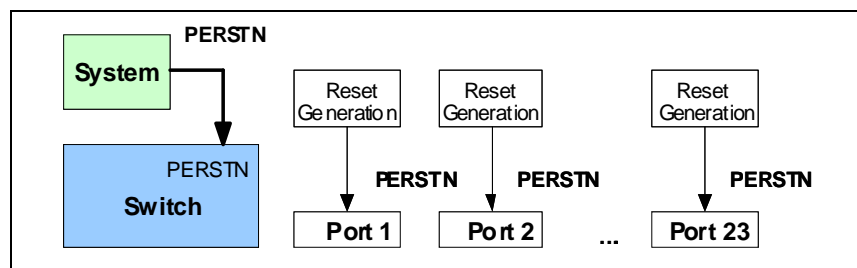 PERSTN
System
PERSTN
Switch
Reset
Generation
PERSTN
Port 1
Reset
Generation
PERSTN
Port 2
...
Reset
Generation
PERSTN
Port 23